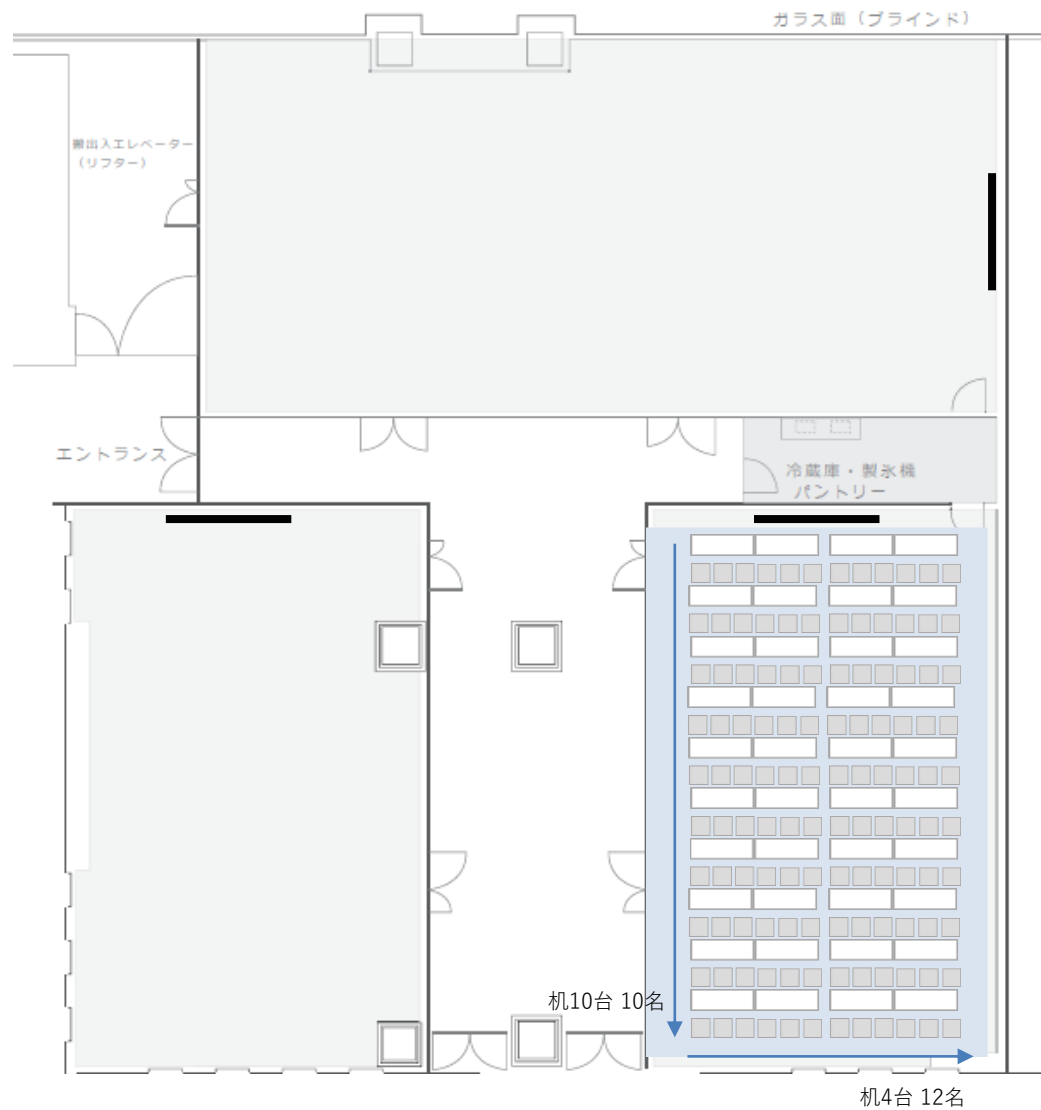 ガラス面（ブラインド）
搬出入エレベーター
（リフター）
エントランス
冷蔵庫・製氷機
パントリー
机10台 10名
机4台 12名